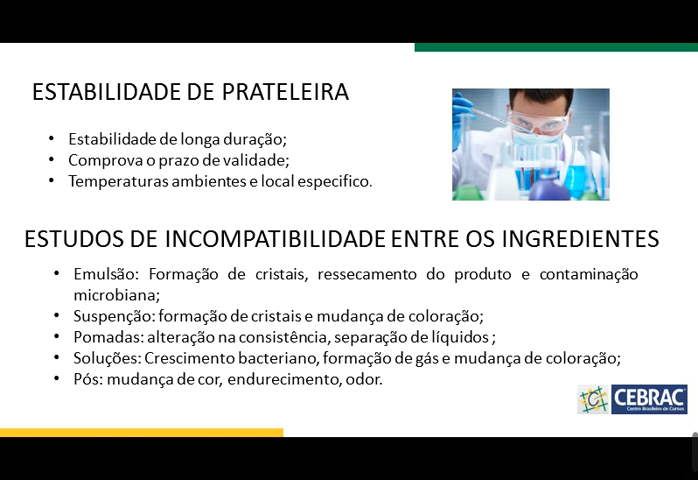 ESTABILIDADE DE PRATELEIRA
• Estabilidade de longa duração;
• Comprova o prazo de validade;
• Temperaturas ambientes e local especifico.
ESTUDOS DE INCOMPATIBILIDADE ENTRE OS INGREDIENTES
• Emulsão: Formação de cristais, ressecamento do produto e contaminação
microbiana;
• Suspenção: formação de cristais e mudança de coloração;
• Pomadas: alteração na consistência, separação de líquidos ;
• Soluções: Crescimento bacteriano, formação de gás e mudança de coloração;
• Pós: mudança de cor, endurecimento, odor.
CEBRAC
Centro Brasileiro de Cursos